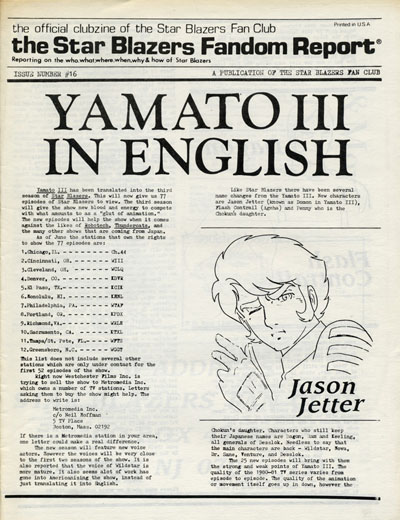 the official clubzine of the Star Blazers Fan Club
Printed in U.S.A
the Star Blazers Fandom Report®
Reporting on the who,what,where,when,why & how of Star Blazers
ISSUE NUMBER #16
A PUBLICATION OF THE STAR BLAZERS FAN CLUB
YAMATO III
IN ENGLISH
Yamato III has been translated into the third
season of Star Blazers. This will now give us 77
episodes of Star Blazers to view. The third season
will give the show new blood and energy to compete
with what amounts to as a "glut of animation."
The new episodes will help the show when it comes
against the likes of Robotech, Thundercats, and
the many other shows that are coming from Japan.
As of June the stations that own the rights
to show the 77 episodes are:
1.Chicago,Il. - - - - - - - - - Ch.44
2.Cincinnati, OH. - - - - - - - WIII
3.Cleveland, OH. - - - - - - - WCLQ
4.Denver, CO. - - - - - - - - - KDVR
5.El Paso, TX. - - - - - - - - KCIK
6.Honolulu, HI. - - - - - - - - KHNL
7.Philadelphia, PA. - - - - - - WTAF
8.Portland, OR. - - - - - - - - KPDX
9.Richmond,VA. - - - - - - - - WRLH
10.Sacramento, CA. - - - - - - KTXL
11.Tampa/St. Pete, FL. - - - - WFTS
12.Greensboro, N.C. - - - - - - WGGT
This list does not include several other
stations which are only under contact for the
first 52 episodes of the show.
Right now Westchester Films Inc. is
trying to sell the show to Metromedia Inc.
which owns a number of TV stations. Letters
asking them to buy the show might help. The
address to write is:
Metromedia Inc.
c/o Neil Hoffman
5 TV Place
Boston, Mass. 02192
If there is a Metromedia station in your area,
one letter could make a real difference.
The new season will feature new voice
actors. However the voices will be very close
to the first two seasons of the show. It is
also reported that the voice of Wildstar is
more mature. It also seems alot of work has
gone into Americanising the show, instead of
just translating it into English.
Like Star Blazers there have been several
name changes from the Yamato III. New characters
are Jason Jetter (known as Domon in Yamato III),
Flash Contrail (Ageha) and Penny who is the
Chokun's daughter.
Jason
Jetter
Chokun's daughter. Characters who still keep
their Japanese names are Dagon, Ram and Keeling,
all generals of Desslok. Needless to say that
the main characters are back - Wildstar, Nova,
Dr. Sane, Venture, and Desslok.
The 25 new episodes will bring with them
the strong and weak points of Yamato III. The
quality of the 1980-81 TV series varies from
episode to episode. The quality of the animation
or movement itself goes up in down, however the